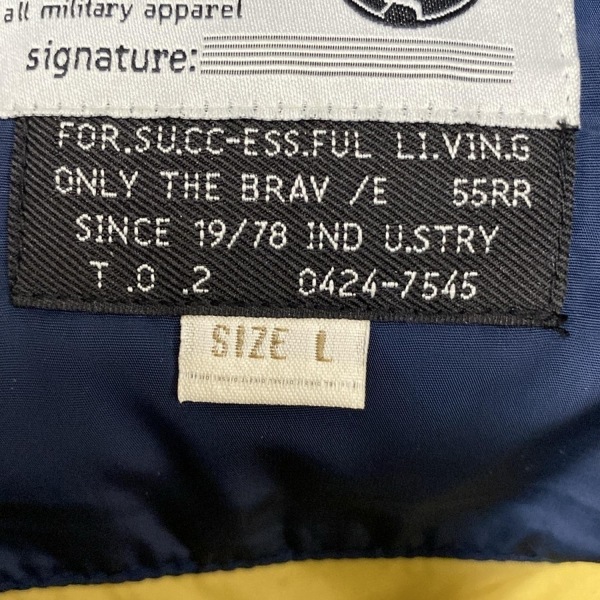 all military apparel
signature:
FOR.SU.CC-ESS.FUL LI.VIN.G
ONLY THE BRAV /E 55RR
SINCE 19/78 IND U.STRY
T .O .2 0424-7545
SIZE L